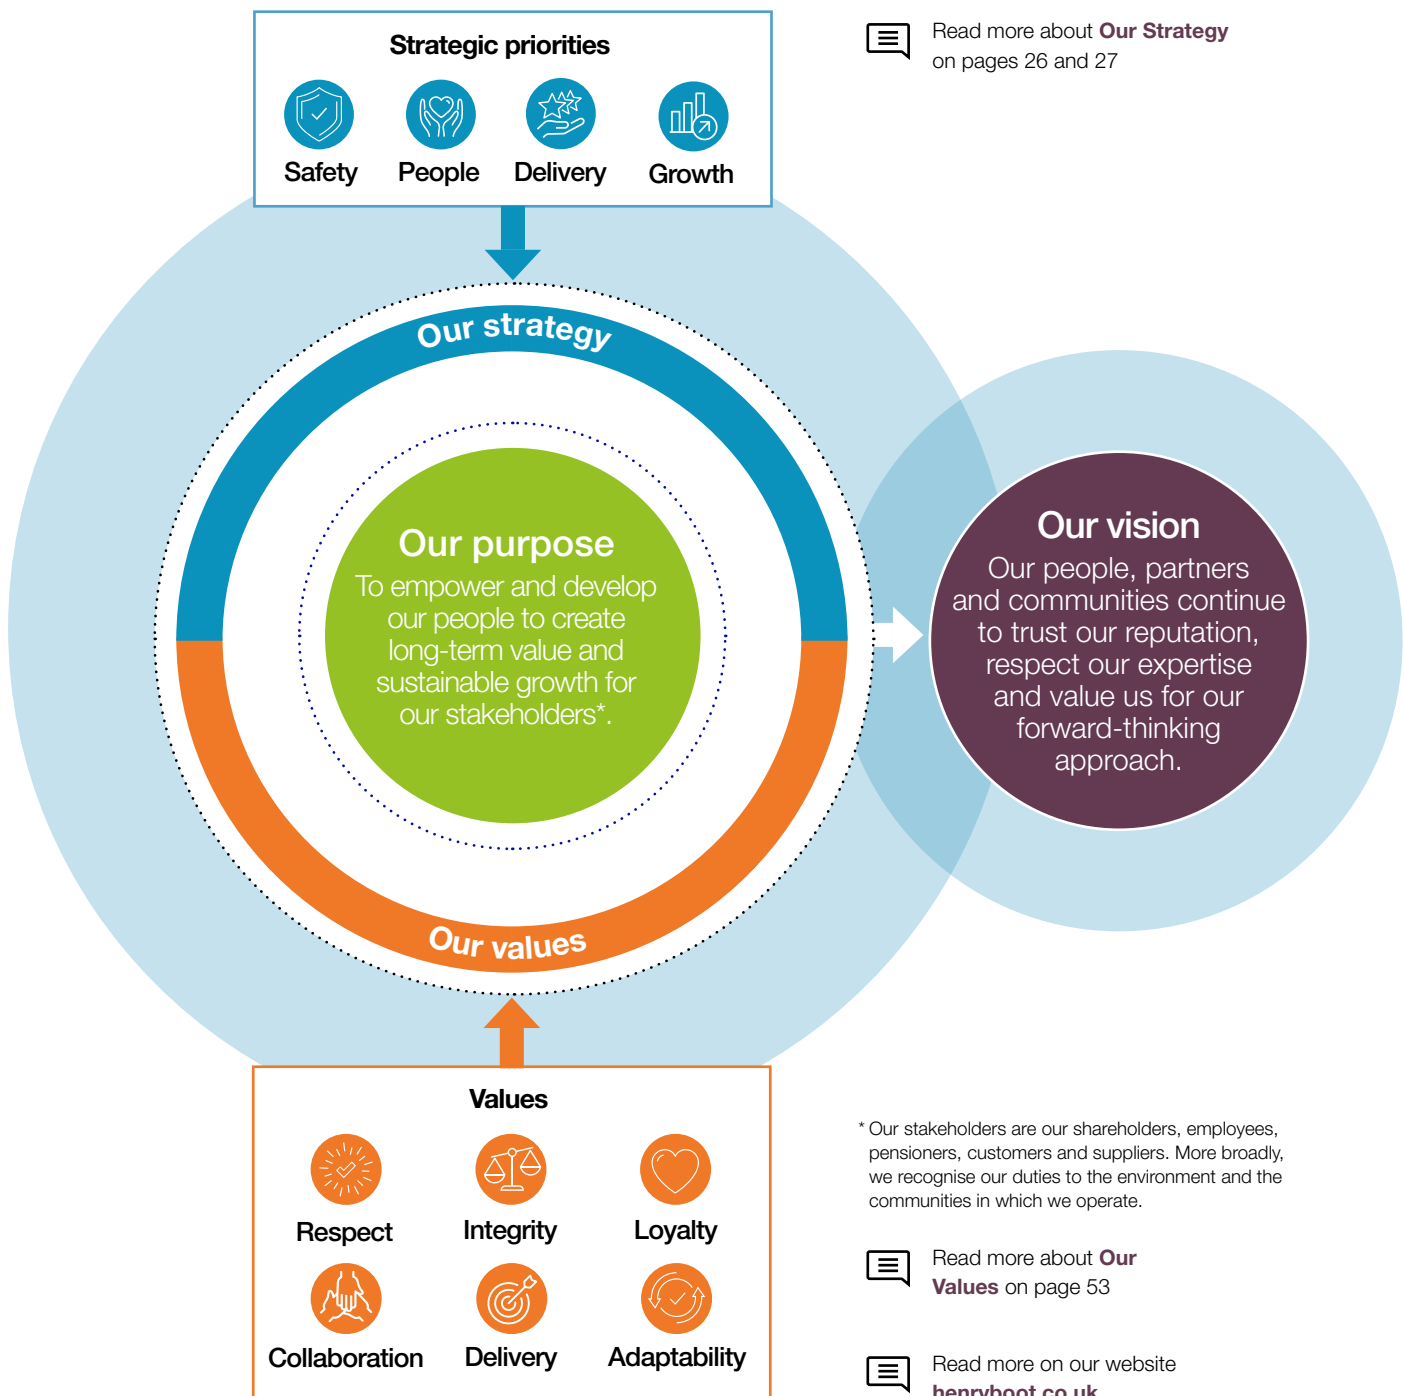 Strategic priorities
Safety
People
Delivery
Growth
Read more about Our Strategy
on pages 26 and 27
Our strategy
Our purpose
To empower and develop
our people to create
long-term value and
sustainable growth for
our stakeholders*.
Our vision
Our people, partners
and communities continue
to trust our reputation,
respect our expertise
and value us for our
forward-thinking
approach.
Our values
Values
Respect
Integrity
Loyalty
Collaboration
Delivery
Adaptability
* Our stakeholders are our shareholders, employees,
pensioners, customers and suppliers. More broadly,
we recognise our duties to the environment and the
communities in which we operate.
Read more about Our
Values on page 53
Read more on our website
henryboot.co.uk